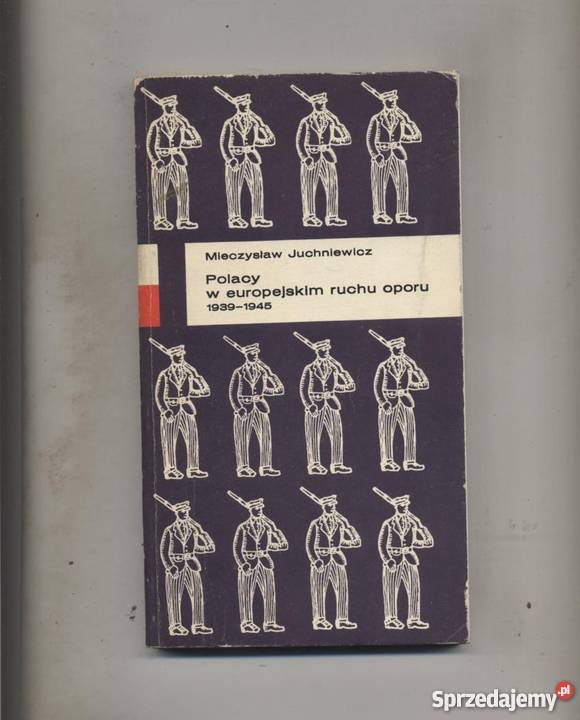 Mieczysław Juchniewicz
Polacy
w europejskim ruchu oporu
1939-1945
Sprzedajemy.pl